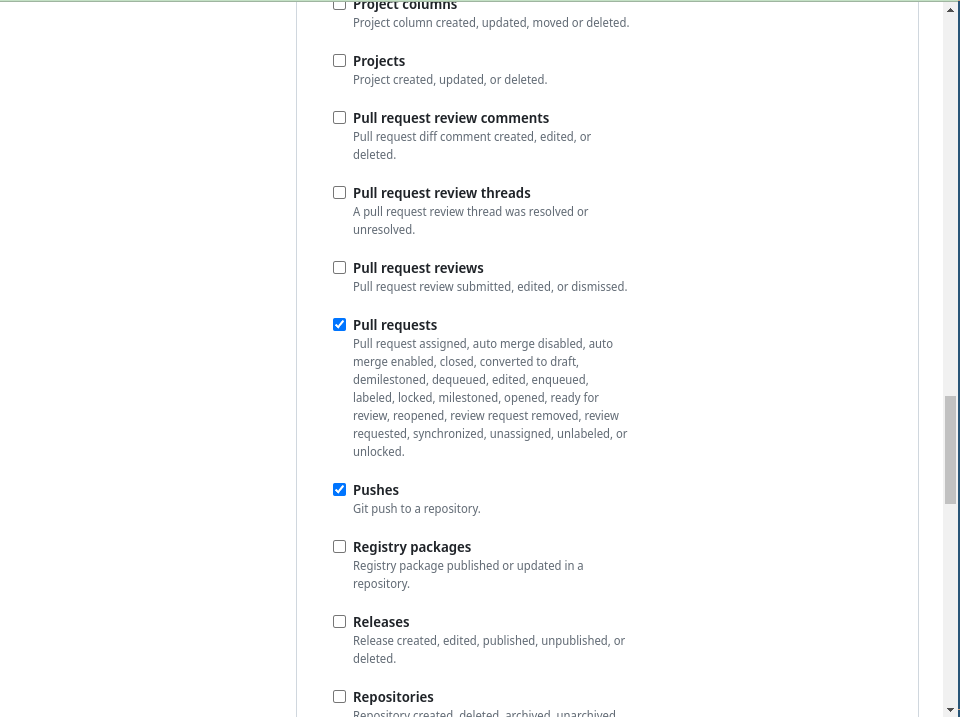 Project columns
Project column created, updated, moved or deleted.
Projects
Project created, updated, or deleted.
Pull request review comments
Pull request diff comment created, edited, or
deleted.
Pull request review threads
A pull request review thread was resolved or
unresolved.
Pull request reviews
Pull request review submitted, edited, or dismissed.
Pull requests
Pull request assigned, auto merge disabled, auto
merge enabled, closed, converted to draft,
demilestoned, dequeued, edited, enqueued,
labeled, locked, milestoned, opened, ready for
review, reopened, review request removed, review
requested, synchronized, unassigned, unlabeled, or
unlocked.
Pushes
Git push to a repository.
Registry packages
Registry package published or updated in a
repository.
Releases
Release created, edited, published, unpublished, or
deleted.
Repositories
Repository created, deleted, archived, unarchived,